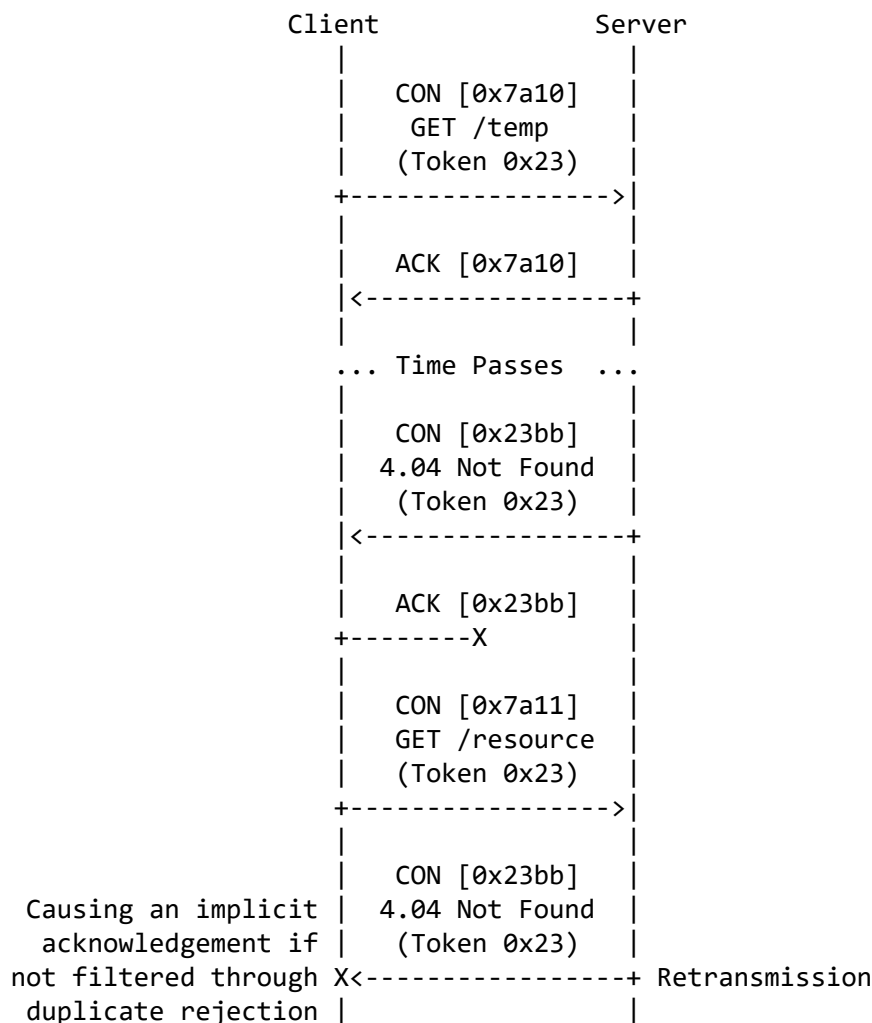 Client Server
CON [0x7a10]
GET /temp
(Token 0x23)
ACK [0x7a10]
... Time Passes ...
CON [0x23bb]
4.04 Not Found
(Token 0x23)
ACK [0x23bb]
X
CON [0x7a11]
GET /resource
(Token 0x23)
CON [0x23bb]
Causing an implicit | 4.04 Not Found
acknowledgement if | (Token 0x23)
not filtered through X<----------------+ Retransmission
duplicate rejection |